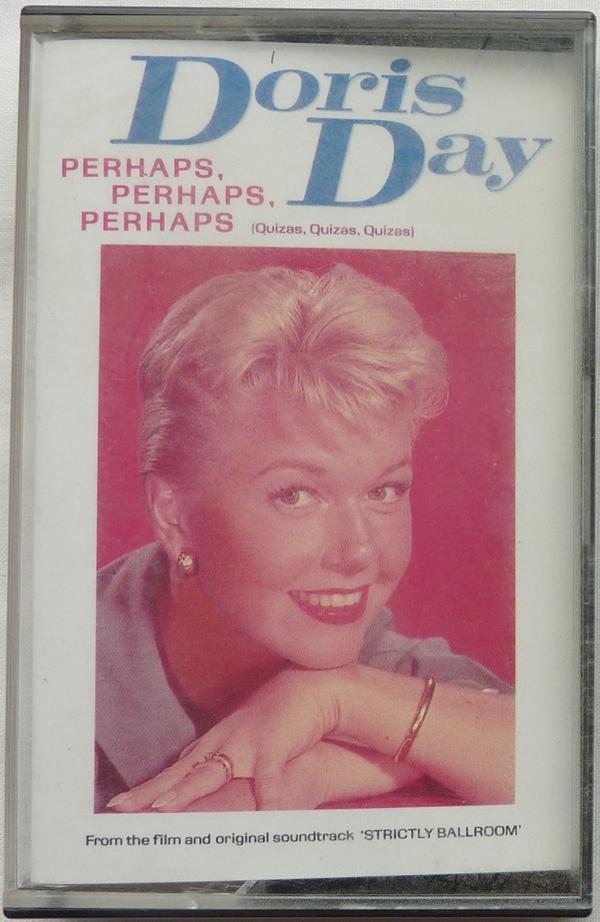 Doris Day
PERHAPS,
PERHAPS,
PERHAPS (Quizas, Quizas, Quizas)
From the film and original soundtrack 'STRICTLY BALLROOM'